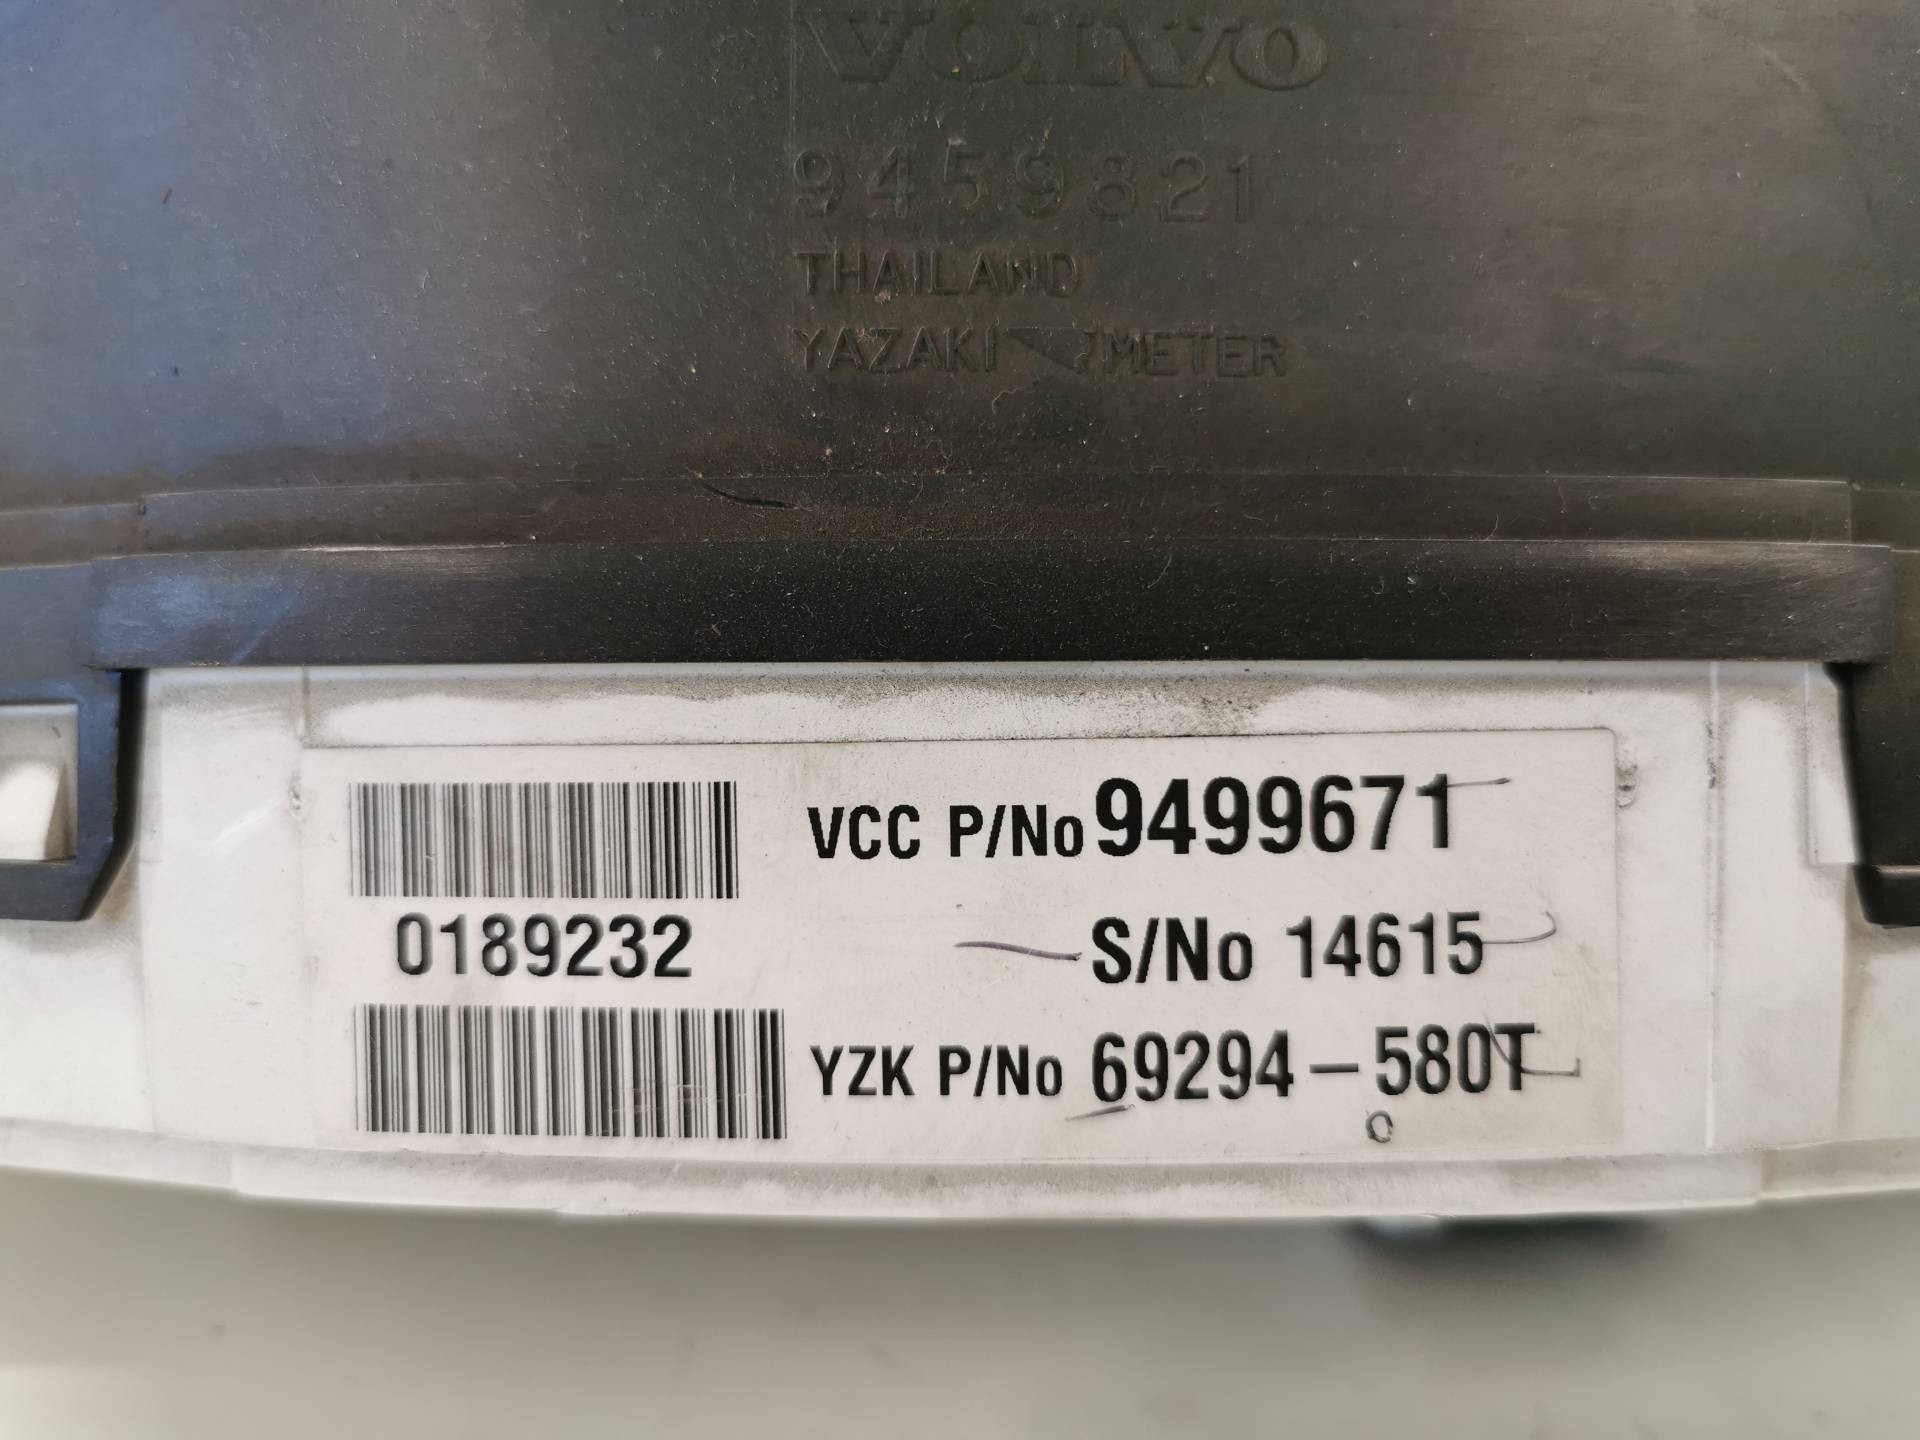 VOLVO
9459821
THAILAND
YAZAKI METER
VCC P/No 9499671
0189232
S/No 14615
YZK P/No 69294-580T